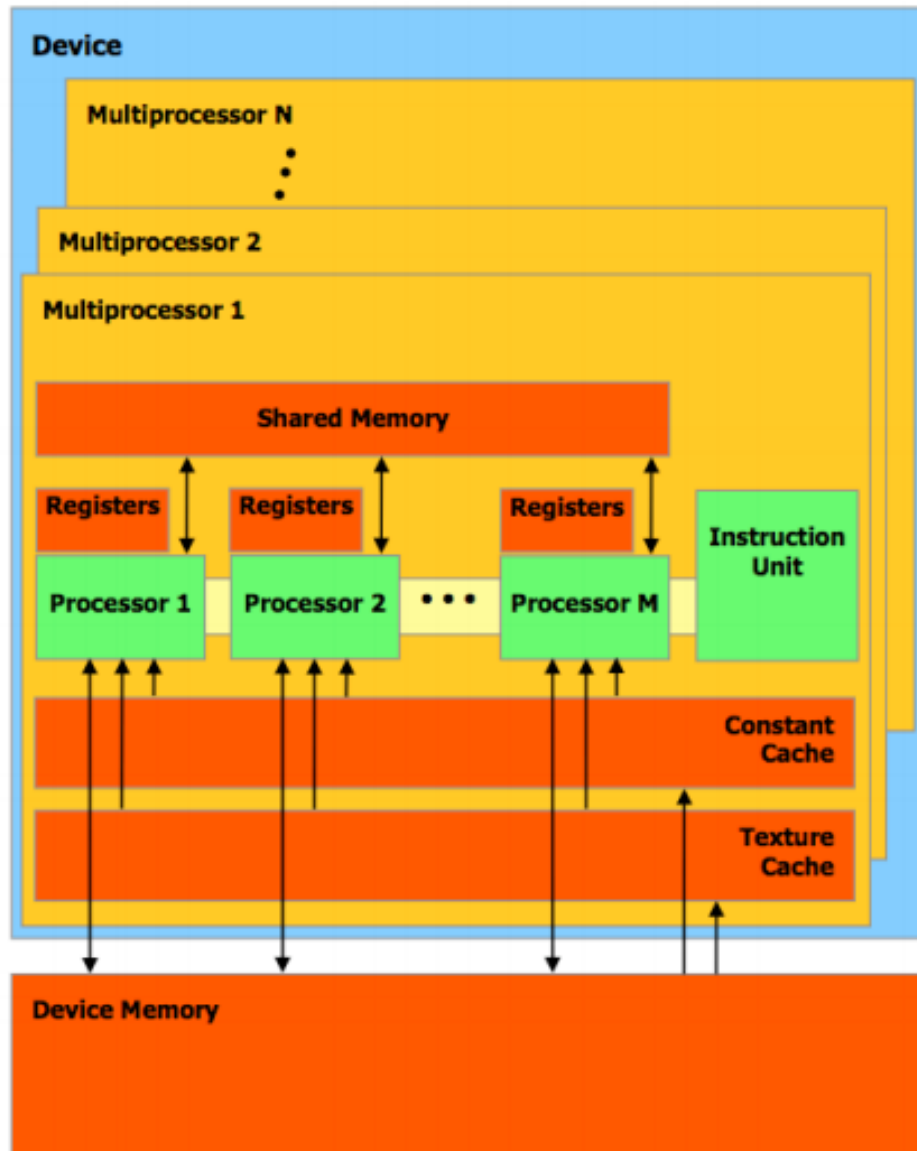 Device
Multiprocessor N
Multiprocessor 2
Multiprocessor 1
Shared Memory
Registers
Registers
Registers
Instruction
Unit
Processor 1
Processor 2
Processor M
Constant
Cache
Texture
Cache
Device Memory